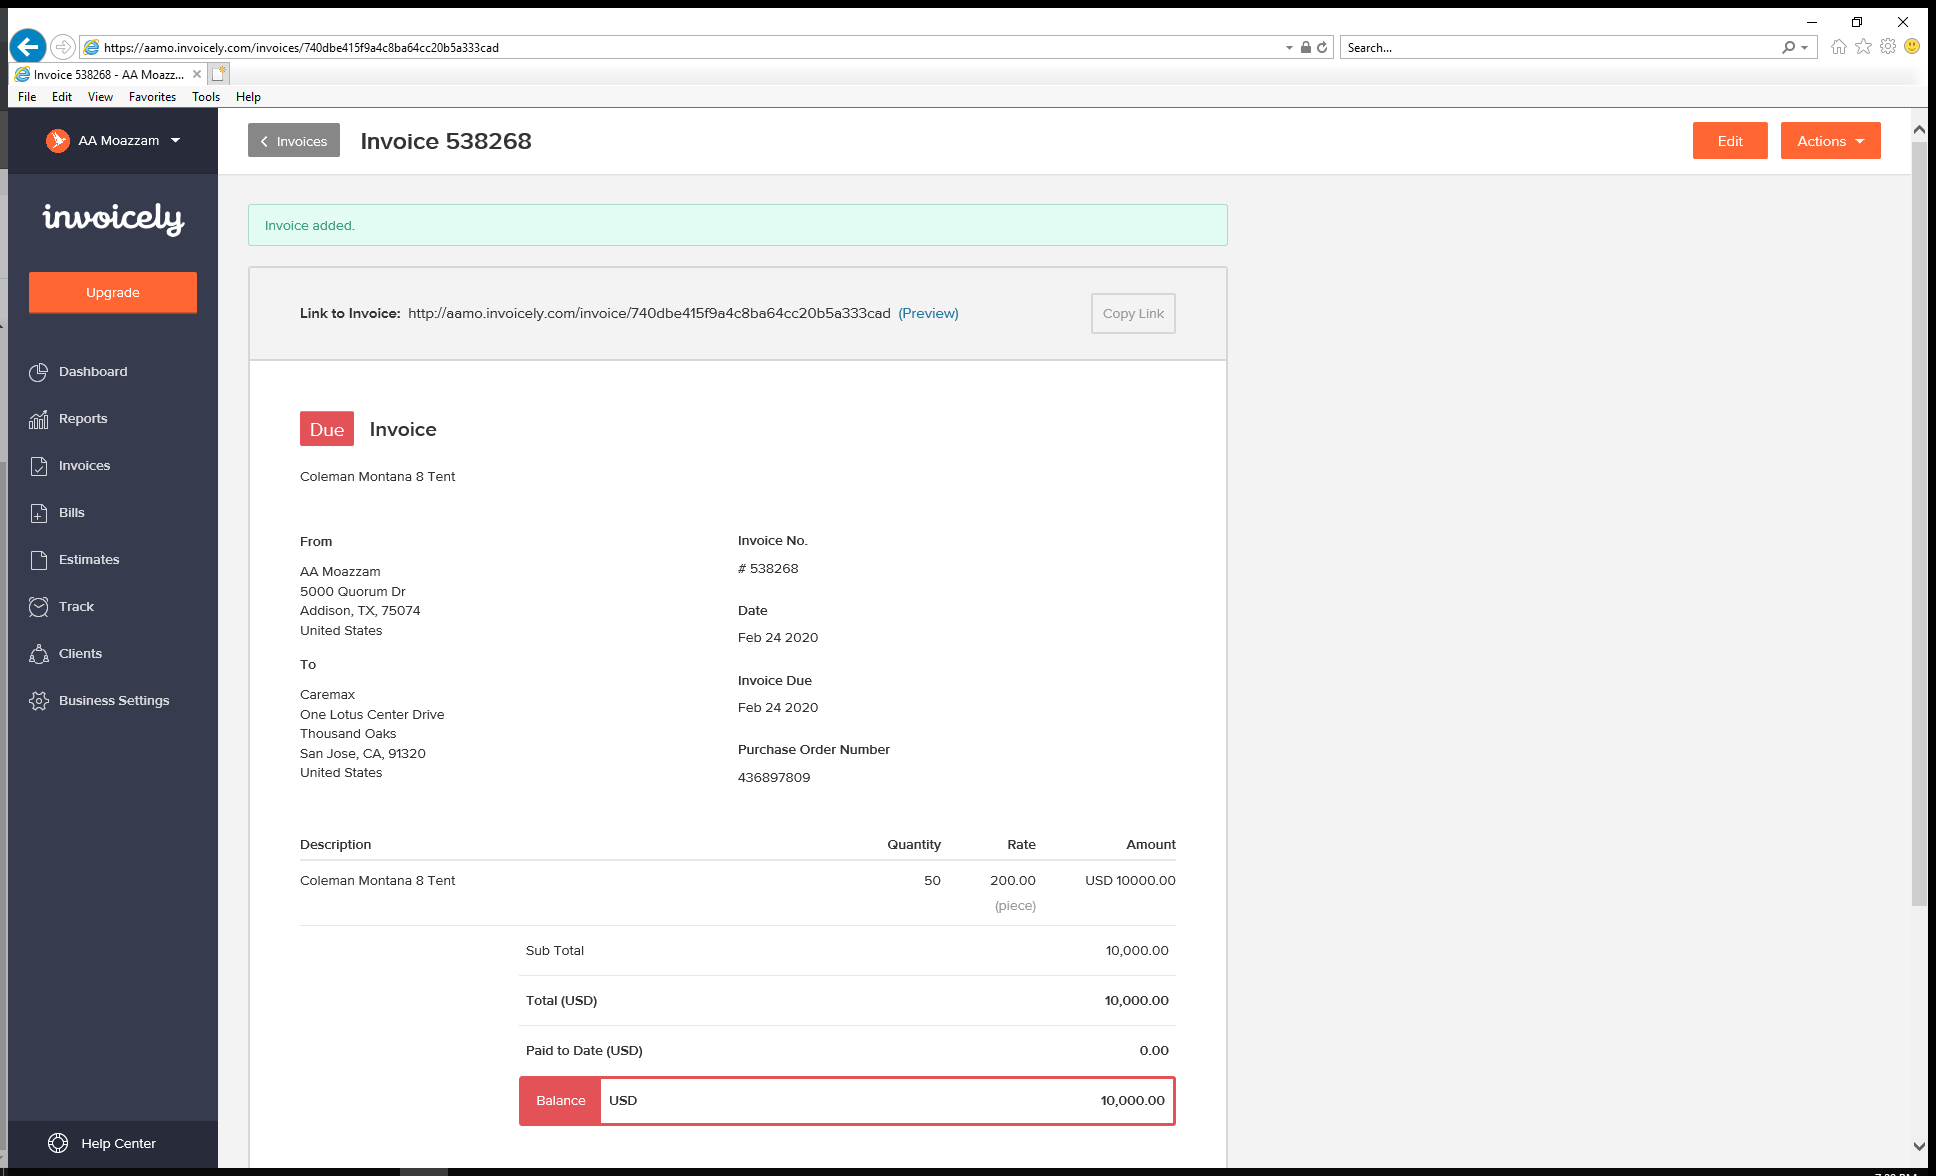 https://aamo.invoicely.com/invoices/740dbe415f9a4c8ba64cc20b5a333cad
Search...
Invoice 538268 - AA Moazz...
File Edit View Favorites Tools Help
AA Moazzam
Invoices
Invoice 538268
Edit
Actions
invoicely
Upgrade
Dashboard
Reports
Invoices
Bills
Estimates
Track
Clients
Business Settings
Help Center
Invoice added.
Link to Invoice: http://aamo.invoicely.com/invoice/740dbe415f9a4c8ba64cc20b5a333cad (Preview)
Copy Link
Due Invoice
Coleman Montana 8 Tent
From
AA Moazzam
5000 Quorum Dr
Addison, TX, 75074
United States
To
Caremax
One Lotus Center Drive
Thousand Oaks
San Jose, CA, 91320
United States
Invoice No.
# 538268
Date
Feb 24 2020
Invoice Due
Feb 24 2020
Purchase Order Number
436897809
Description Quantity Rate Amount
Coleman Montana 8 Tent 50 200.00 USD 10000.00
(piece)
Sub Total 10,000.00
Total (USD) 10,000.00
Paid to Date (USD) 0.00
Balance USD 10,000.00